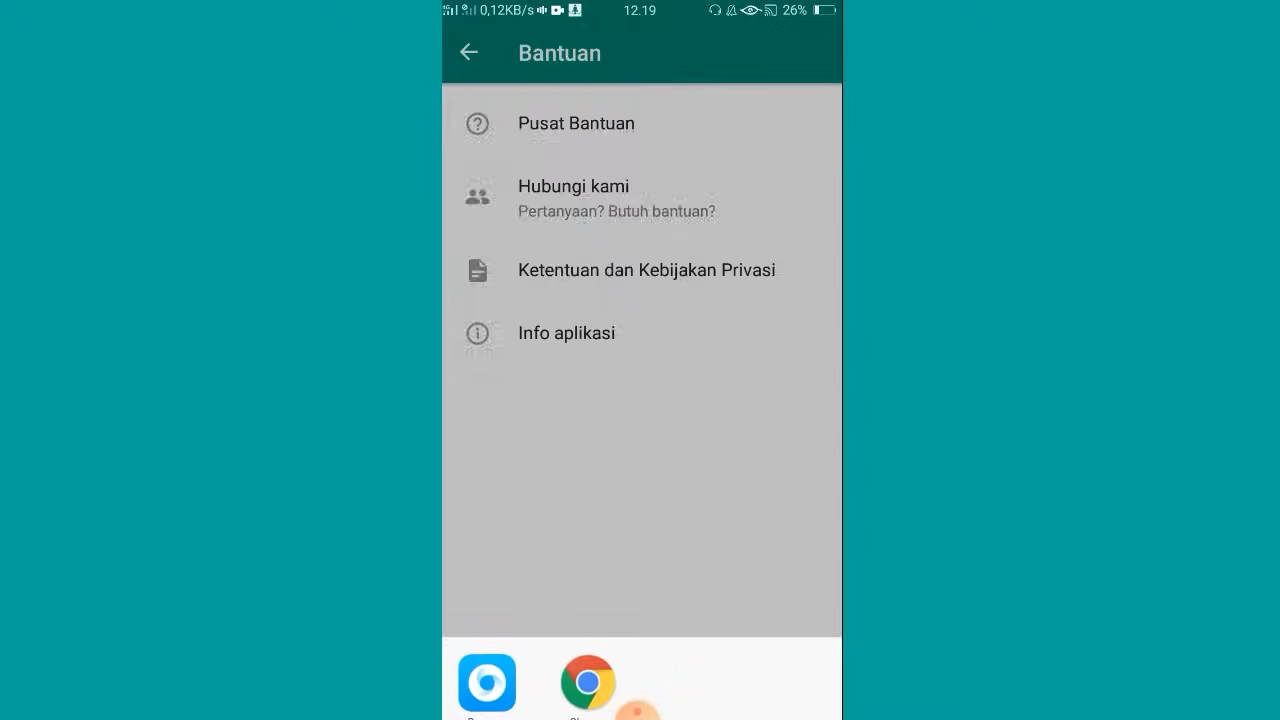 0,12KB/s 12.19 26%
Bantuan
Pusat Bantuan
Hubungi kami
Pertanyaan? Butuh bantuan?
Ketentuan dan Kebijakan Privasi
Info aplikasi